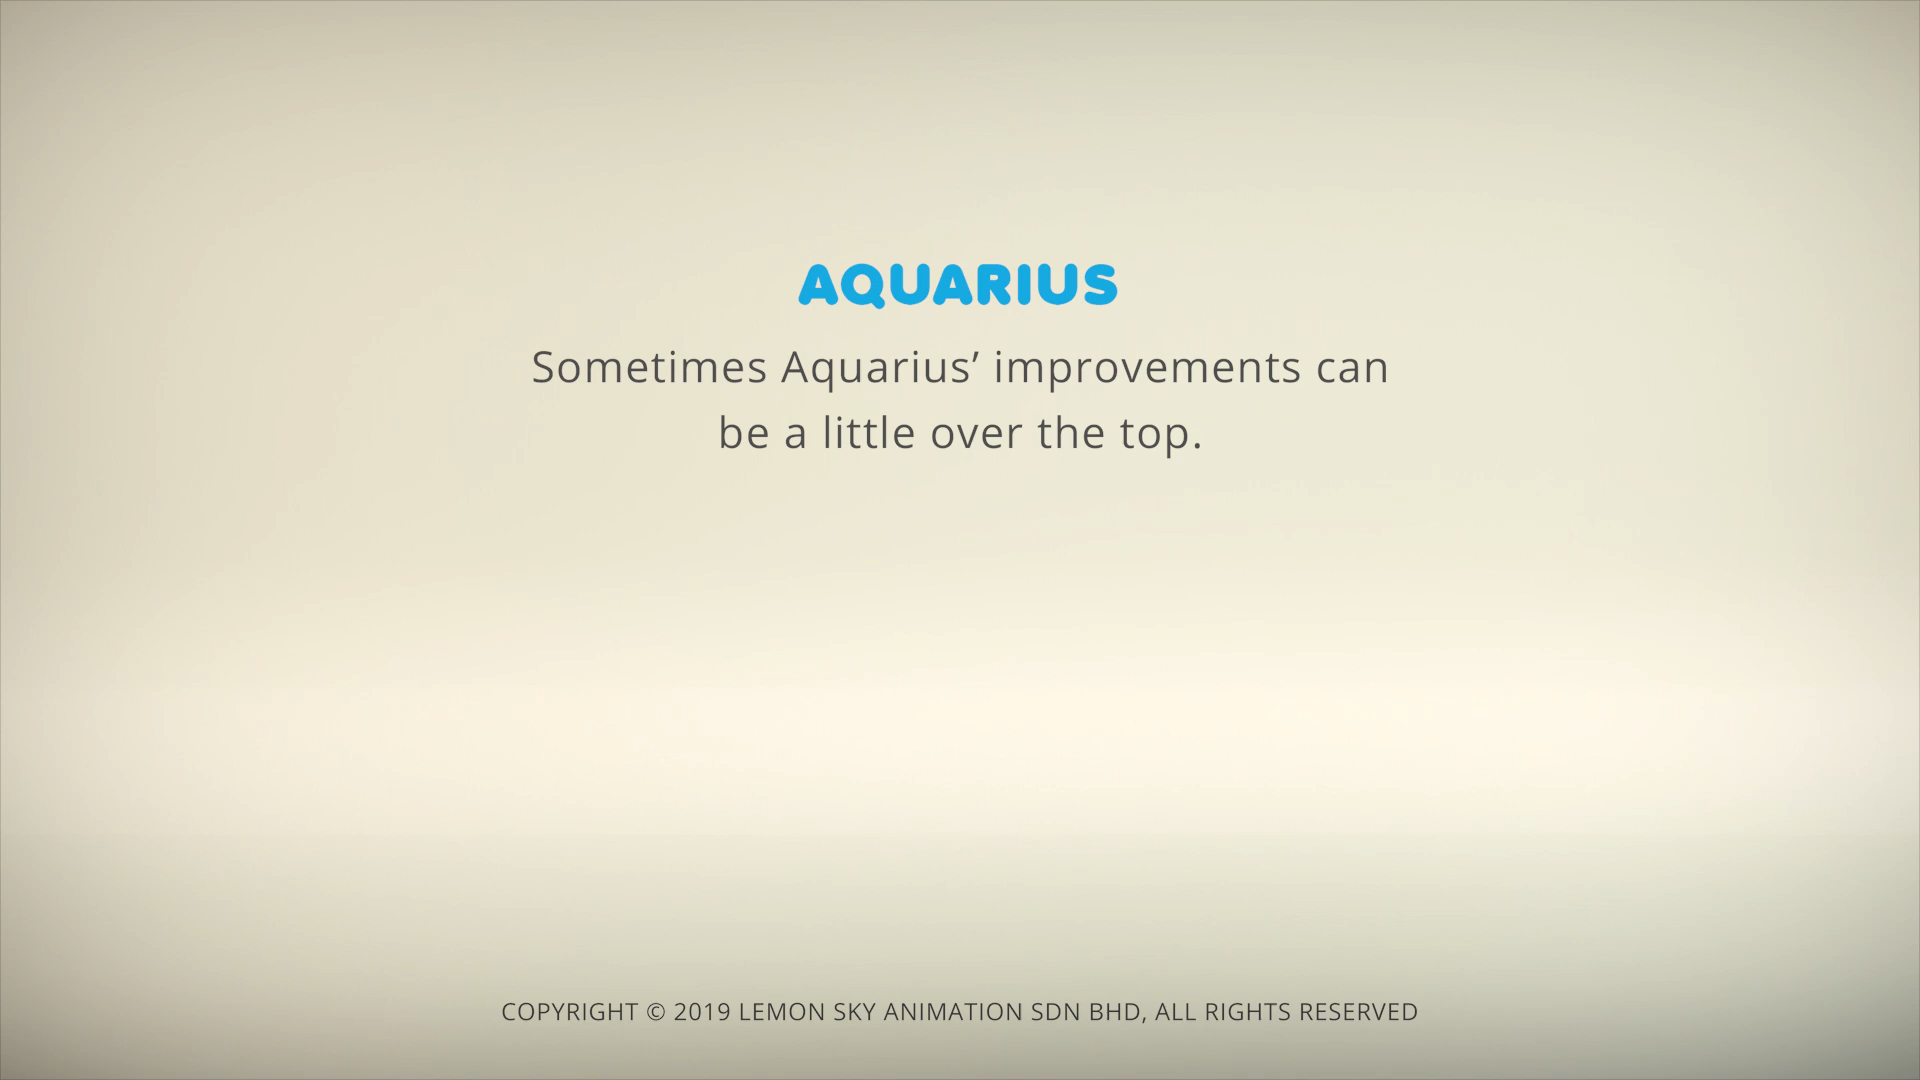 AQUARIUS
Sometimes Aquarius’ improvements can
be a little over the top.
COPYRIGHT © 2019 LEMON SKY ANIMATION SDN BHD, ALL RIGHTS RESERVED